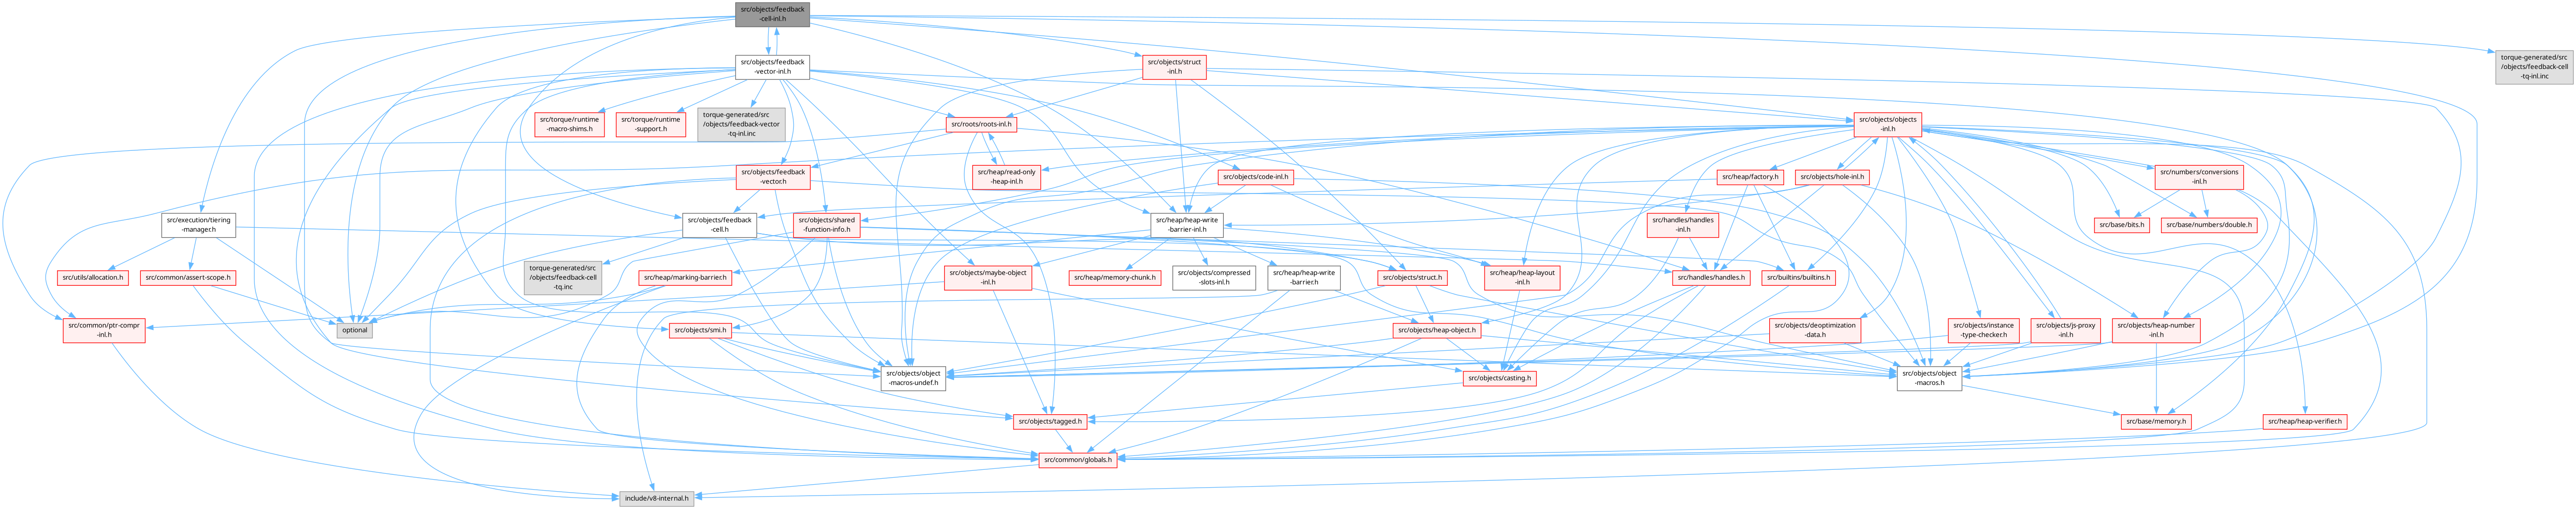 src/objects/feedback
-cell-inl.h
src/objects/feedback
-vector-inl.h
src/objects/struct
-inl.h
torque-generated/src
/objects/feedback-cell
-tq-inl.inc
src/torque/runtime
-macro-shims.h
src/torque/runtime
-support.h
torque-generated/src
/objects/feedback-vector
-tq-inl.inc
src/roots/roots-inl.h
src/objects/objects
-inl.h
src/objects/feedback
-vector.h
src/heap/read-only
-heap-inl.h
src/objects/code-inl.h
src/heap/factory.h
src/objects/hole-inl.h
src/numbers/conversions
-inl.h
src/execution/tiering
-manager.h
src/objects/feedback
-cell.h
src/objects/shared
-function-info.h
src/heap/heap-write
-barrier-inl.h
src/handles/handles
-inl.h
src/base/bits.h
src/base/numbers/double.h
src/utils/allocation.h
src/common/assert-scope.h
torque-generated/src
/objects/feedback-cell
-tq.inc
src/heap/marking-barrier.h
src/objects/maybe-object
-inl.h
src/heap/memory-chunk.h
src/objects/compressed
-slots-inl.h
src/heap/heap-write
-barrier.h
src/objects/struct.h
src/heap/heap-layout
-inl.h
src/handles/handles.h
src/builtins/builtins.h
src/common/ptr-compr
-inl.h
optional
src/objects/smi.h
src/objects/heap-object.h
src/objects/deoptimization
-data.h
src/objects/instance
-type-checker.h
src/objects/js-proxy
-inl.h
src/objects/heap-number
-inl.h
src/objects/object
-macros-undef.h
src/objects/casting.h
src/objects/object
-macros.h
src/objects/tagged.h
src/base/memory.h
src/heap/heap-verifier.h
src/common/globals.h
include/v8-internal.h